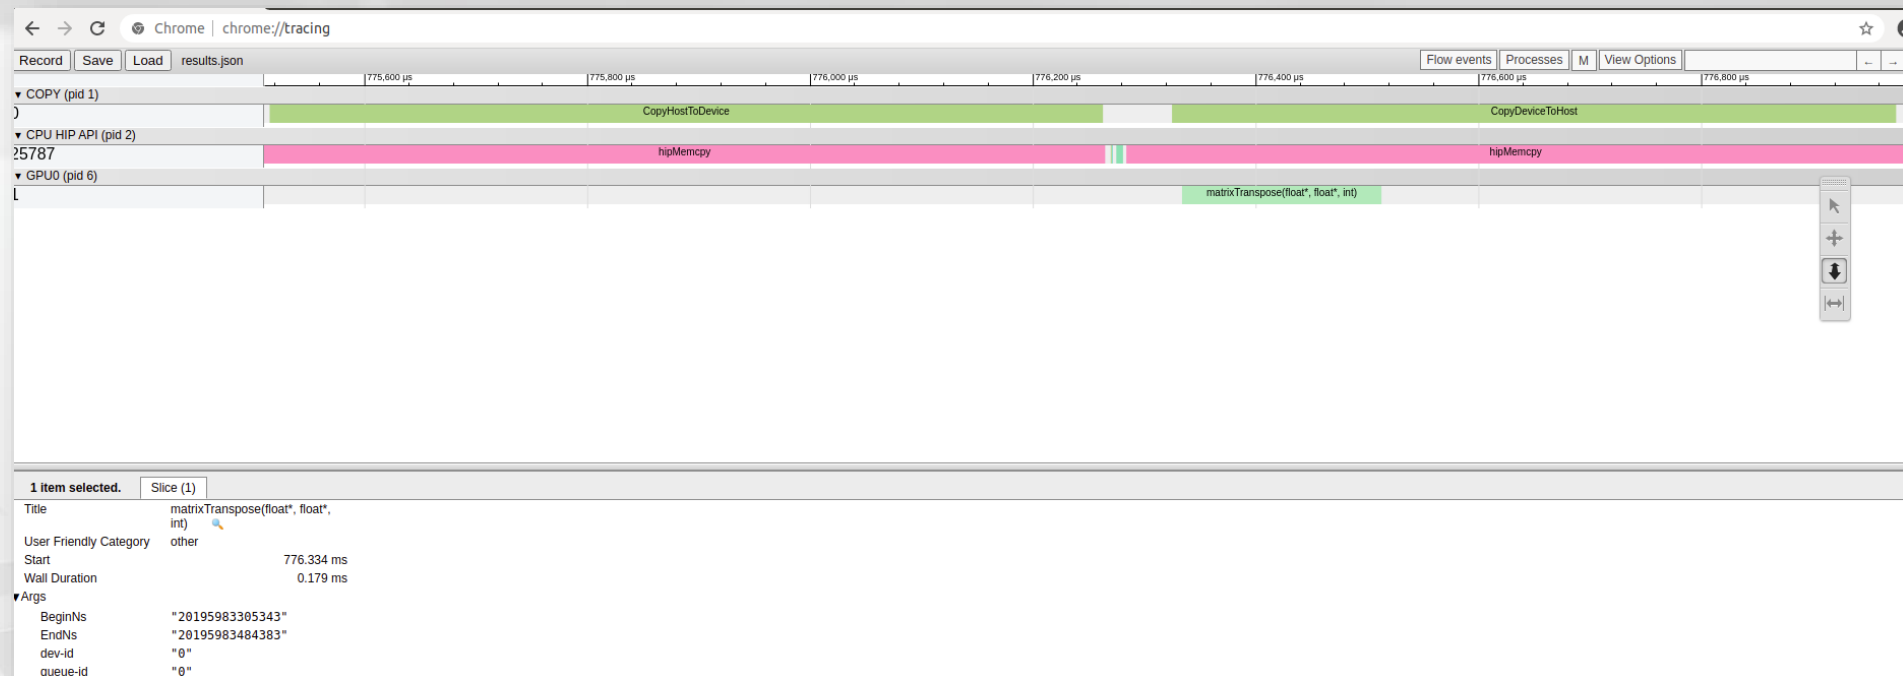 Chrome | chrome://tracing
Record Save Load results.json Flow events Processes M View Options ← →
775,600 µs 775,800 µs 776,000 µs 776,200 µs 776,400 µs 776,600 µs 776,800 µs
▾ COPY (pid 1)
0 CopyHostToDevice CopyDeviceToHost
▾ CPU HIP API (pid 2)
25787 hipMemcpy hipMemcpy
▾ GPU0 (pid 6)
1 matrixTranspose(float*, float*, int)
1 item selected. Slice (1)
Title matrixTranspose(float*, float*,
int)
User Friendly Category other
Start 776.334 ms
Wall Duration 0.179 ms
▾Args
BeginNs "20195983305343"
EndNs "20195983484383"
dev-id "0"
queue-id "0"